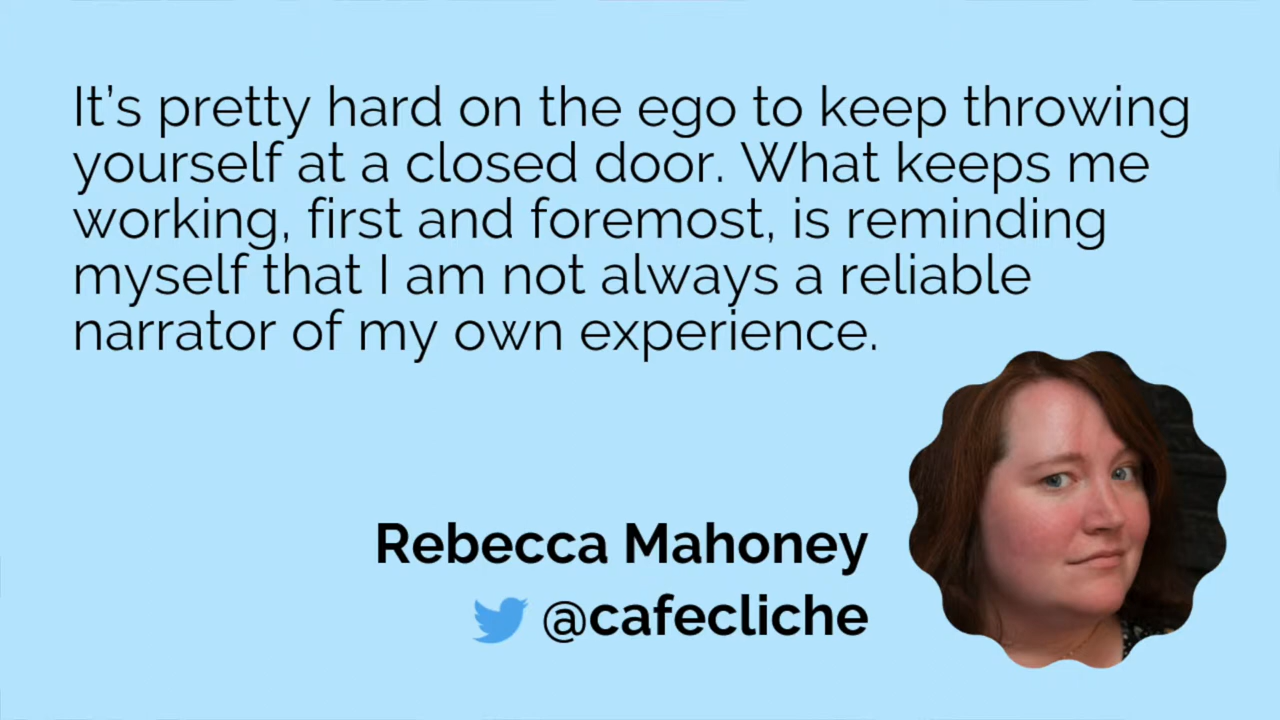 It’s pretty hard on the ego to keep throwing
yourself at a closed door. What keeps me
working, first and foremost, is reminding
myself that I am not always a reliable
narrator of my own experience.
Rebecca Mahoney
@cafecliche